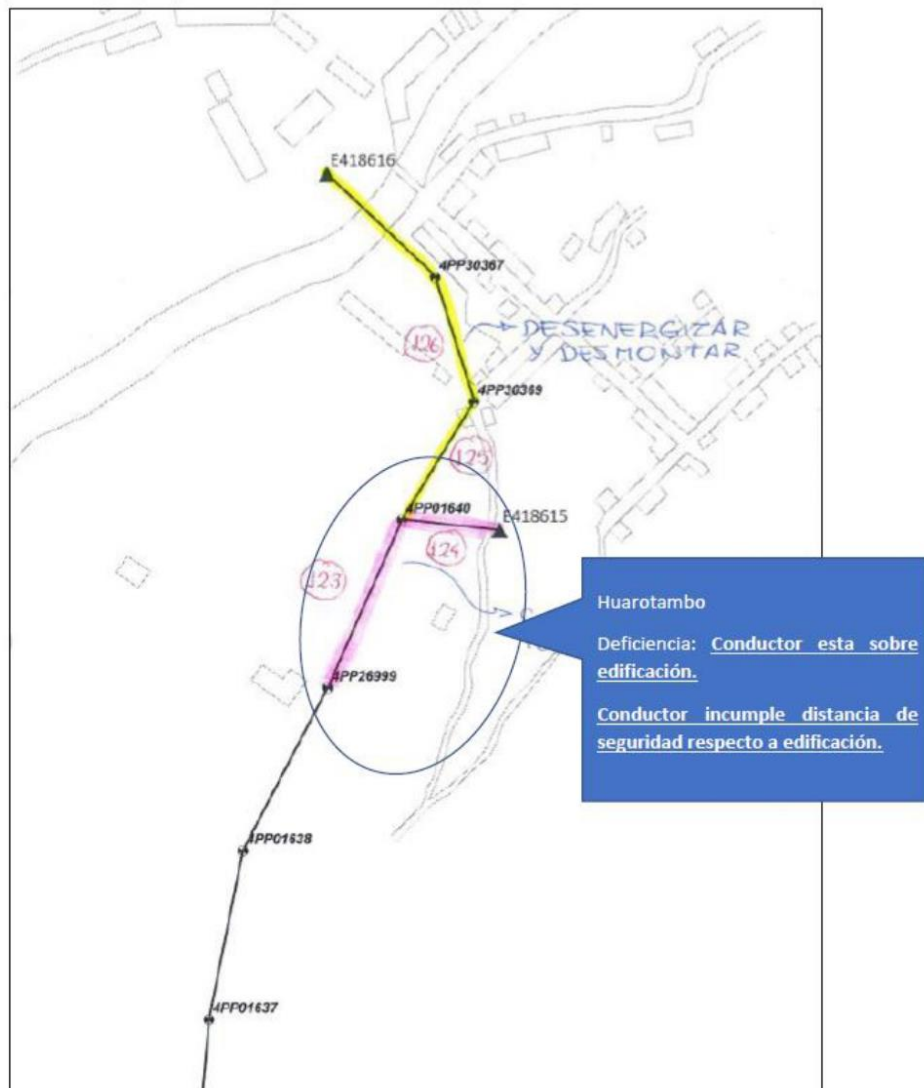 E418616
4PP30367
DESENERGIZAR
Y DESMONTAR
126
4PP30369
125
4PP01640
E418615
124
123
Huarotambo
Deficiencia: Conductor esta sobre
edificación.
Conductor incumple distancia de
seguridad respecto a edificación.
4PP26999
4PP01638
4PP01637